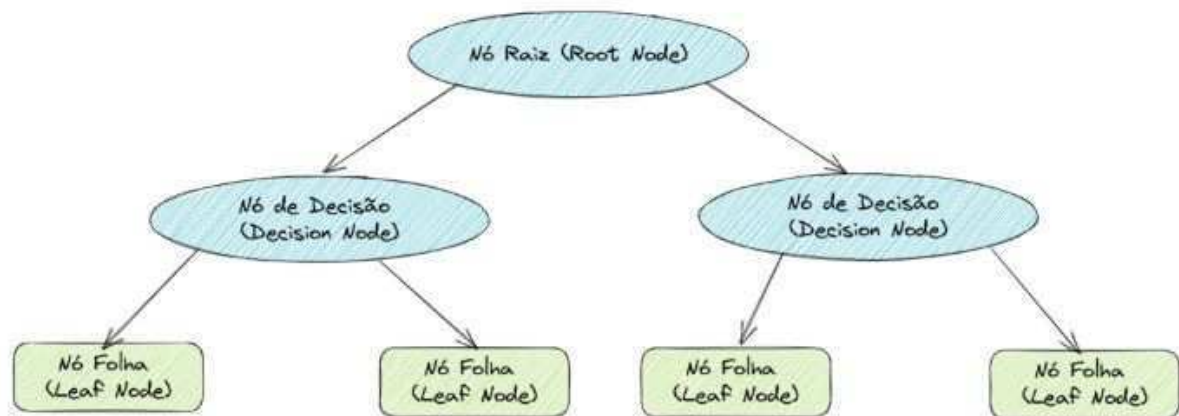 Nó Raiz (Root Node)
Nó de Decisão
(Decision Node)
Nó de Decisão
(Decision Node)
Nó Folha
(Leaf Node)
Nó Folha
(Leaf Node)
Nó Folha
(Leaf Node)
Nó Folha
(Leaf Node)